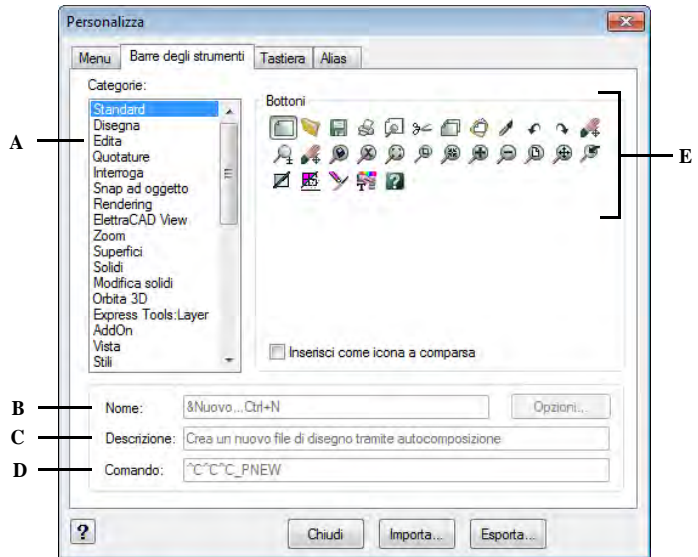 Personalizza
Menu
Barre degli strumenti
Tastiera
Alias
Categorie:
Standard
Disegna
Edita
Quotature
Interroga
Snap ad oggetto
Rendering
ElettraCAD View
Zoom
Superfici
Solidi
Modifica solidi
Orbita 3D
Express Tools:Layer
AddOn
Vista
Stili
Bottoni
Inserisci come icona a comparsa
A
E
B
Nome:
&Nuovo...Ctrl+N
Opzioni...
C
Descrizione:
Crea un nuovo file di disegno tramite autocomposizione
D
Comando:
^C^C^C_PNEW
?
Chiudi
Importa...
Esporta...